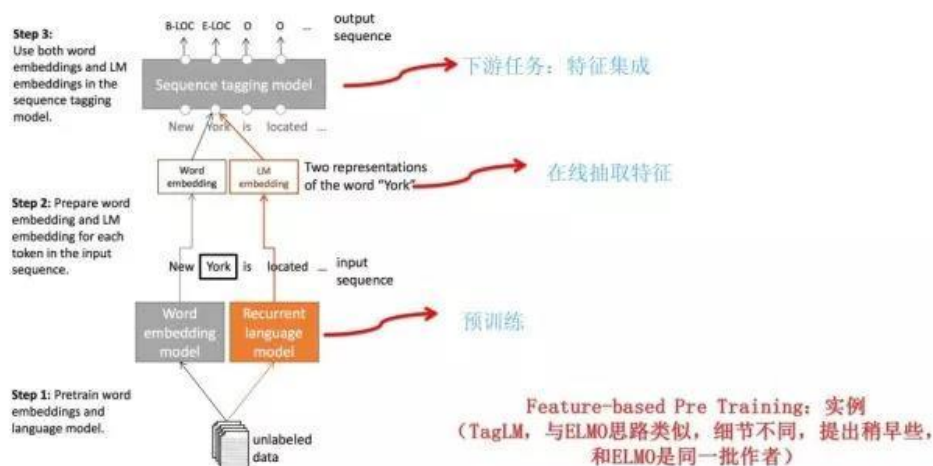 B-LOC E-LOC O O ... output
sequence
Step 3:
Use both word
embeddings and LM
embeddings in the
sequence tagging
model.
Sequence tagging model
下游任务：特征集成
New York is located ...
Word
embedding
LM
embedding
Two representations
of the word “York”
在线抽取特征
Step 2: Prepare word
embedding and LM
embedding for each
token in the input
sequence.
New York is located ... input
sequence
Word
embedding
model
Recurrent
language
model
预训练
Step 1: Pretrain word
embeddings and
language model.
unlabeled
data
Feature-based Pre Training：实例
（TagLM，与ELMO思路类似，细节不同，提出稍早些，
和ELMO是同一批作者）